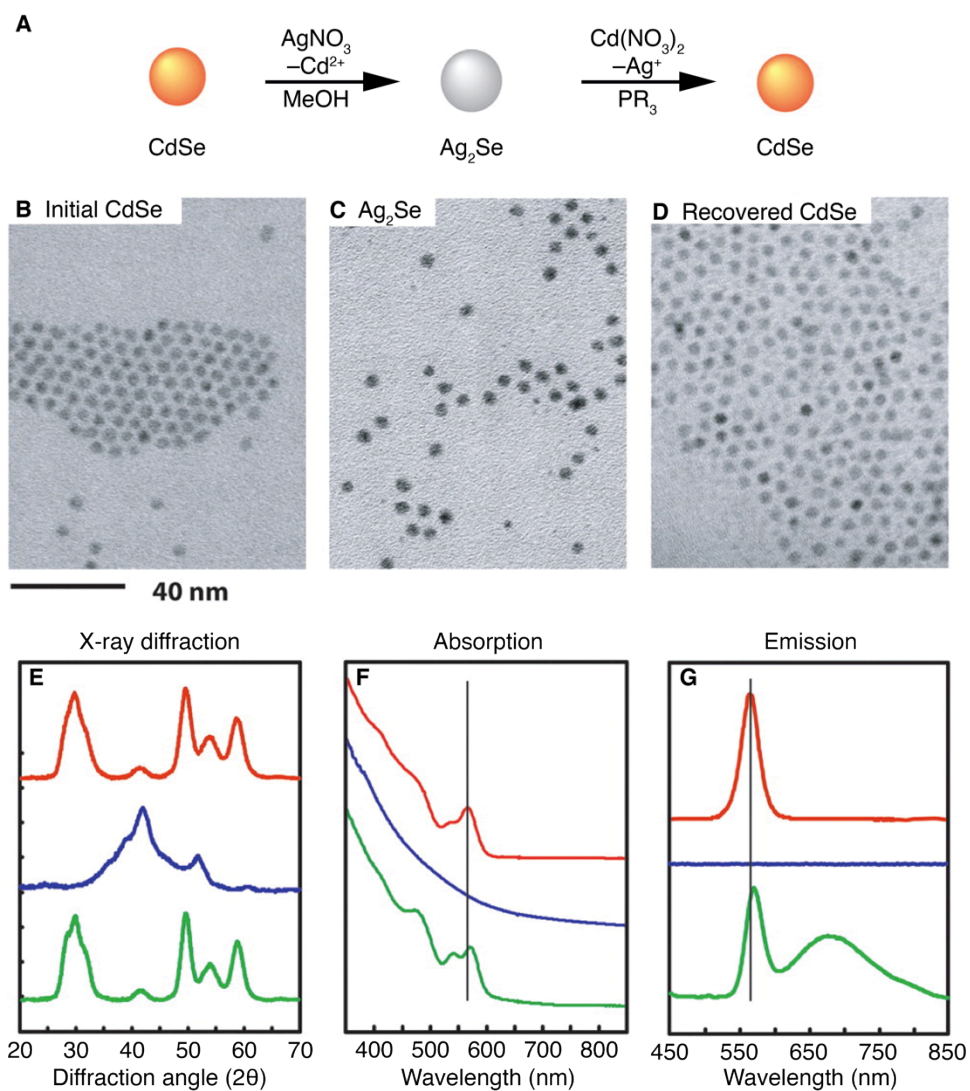 A
AgNO₃
–Cd²⁺
MeOH
Cd(NO₃)₂
–Ag⁺
PR₃
CdSe
Ag₂Se
CdSe
B Initial CdSe
C Ag₂Se
D Recovered CdSe
40 nm
X-ray diffraction
Absorption
Emission
E
F
G
20 30 40 50 60 70
400 500 600 700 800
450 550 650 750 850
Diffraction angle (2θ)
Wavelength (nm)
Wavelength (nm)